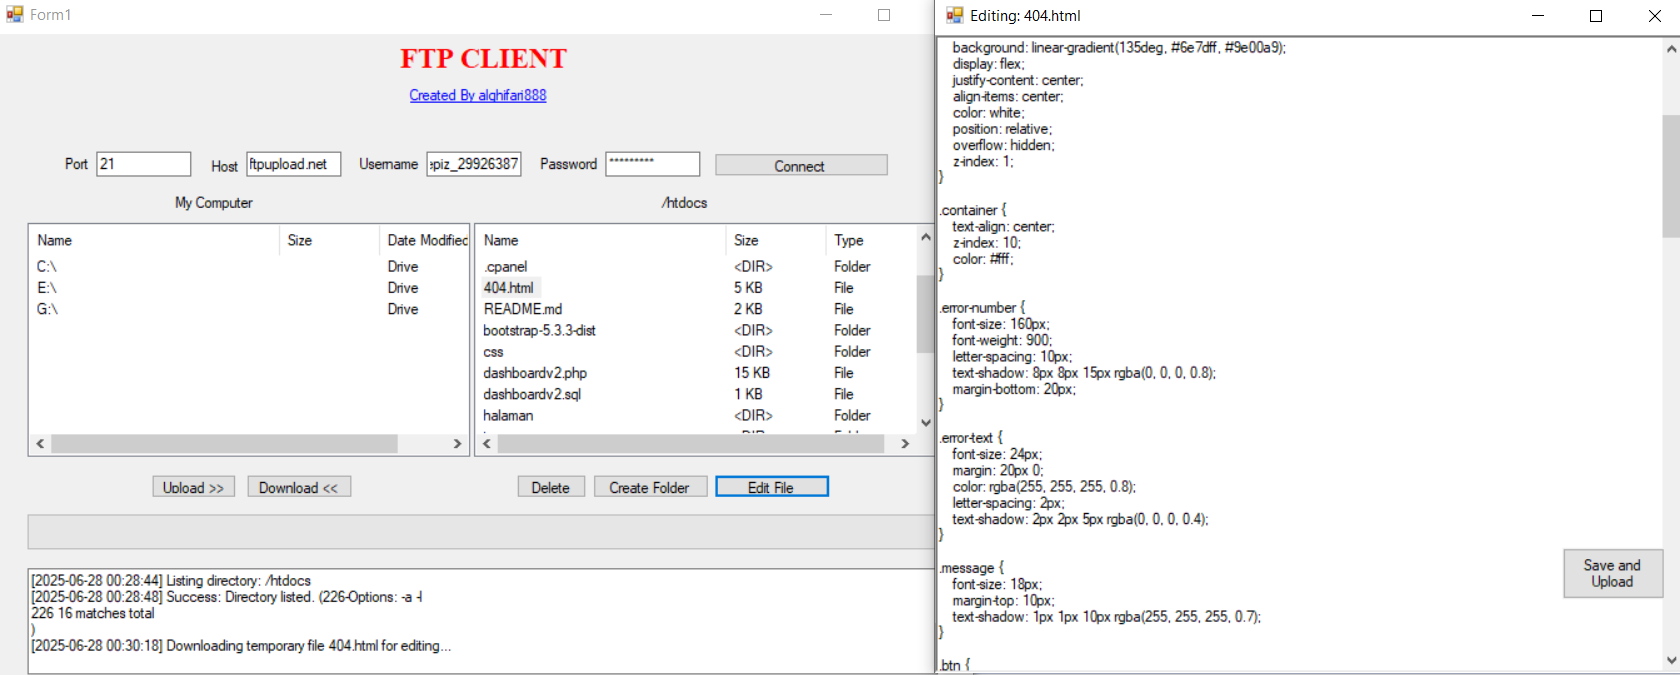 Form1
FTP CLIENT
Created By alghifari888
Port 21 Host ftpupload.net Username epiz_29926387 Password ********* Connect
My Computer
/htdocs
Name Size Date Modified
C:\ Drive
E:\ Drive
G:\ Drive
Name Size Type
.cpanel <DIR> Folder
404.html 5 KB File
README.md 2 KB File
bootstrap-5.3.3-dist <DIR> Folder
css <DIR> Folder
dashboardv2.php 15 KB File
dashboardv2.sql 1 KB File
halaman <DIR> Folder
Upload >> Download << Delete Create Folder Edit File
[2025-06-28 00:28:44] Listing directory: /htdocs
[2025-06-28 00:28:48] Success: Directory listed. (226-Options: -a -l
226 16 matches total
)
[2025-06-28 00:30:18] Downloading temporary file 404.html for editing...
Editing: 404.html
background: linear-gradient(135deg, #6e7dff, #9e00a9);
display: flex;
justify-content: center;
align-items: center;
color: white;
position: relative;
overflow: hidden;
z-index: 1;
}
.container {
text-align: center;
z-index: 10;
color: #fff;
}
.error-number {
font-size: 160px;
font-weight: 900;
letter-spacing: 10px;
text-shadow: 8px 8px 15px rgba(0, 0, 0, 0.8);
margin-bottom: 20px;
}
.error-text {
font-size: 24px;
margin: 20px 0;
color: rgba(255, 255, 255, 0.8);
letter-spacing: 2px;
text-shadow: 2px 2px 5px rgba(0, 0, 0, 0.4);
}
.message {
font-size: 18px;
margin-top: 10px;
text-shadow: 1px 1px 10px rgba(255, 255, 255, 0.7);
}
.btn {
Save and
Upload